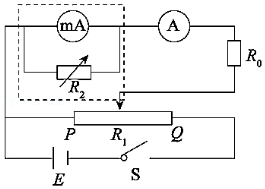 mA A
R₂ R₀
P R₁ Q
E S